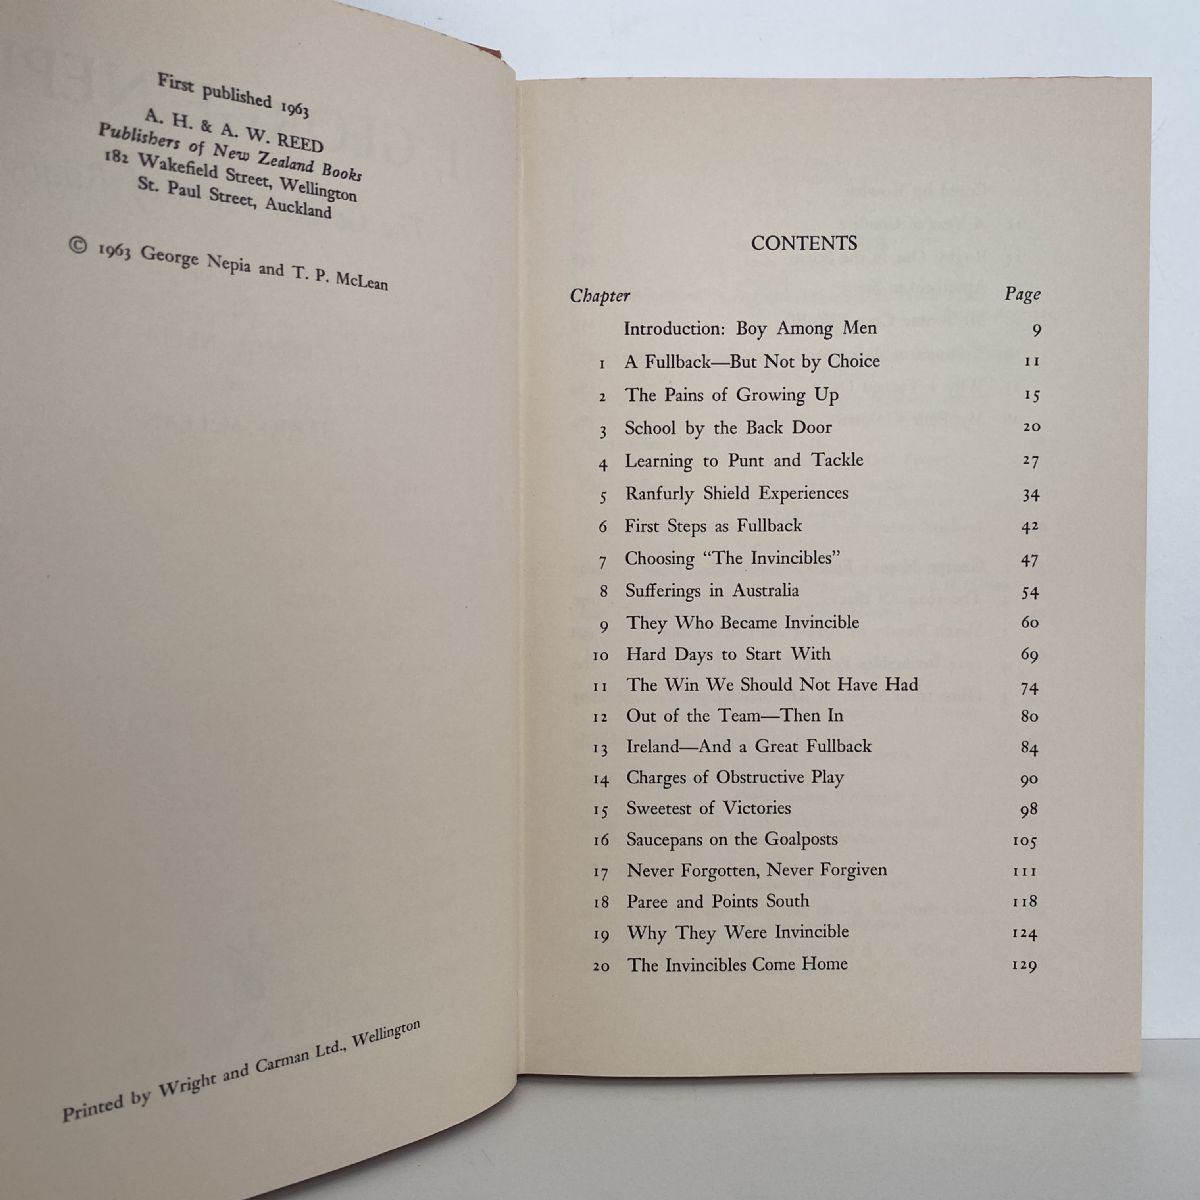 First published 1963
A. H. & A. W. REED
Publishers of New Zealand Books
182 Wakefield Street, Wellington
St. Paul Street, Auckland
© 1963 George Nepia and T. P. McLean
Printed by Wright and Carman Ltd., Wellington
CONTENTS
Chapter Page
Introduction: Boy Among Men 9
1 A Fullback—But Not by Choice 11
2 The Pains of Growing Up 15
3 School by the Back Door 20
4 Learning to Punt and Tackle 27
5 Ranfurly Shield Experiences 34
6 First Steps as Fullback 42
7 Choosing “The Invincibles” 47
8 Sufferings in Australia 54
9 They Who Became Invincible 60
10 Hard Days to Start With 69
11 The Win We Should Not Have Had 74
12 Out of the Team—Then In 80
13 Ireland—And a Great Fullback 84
14 Charges of Obstructive Play 90
15 Sweetest of Victories 98
16 Saucepans on the Goalposts 105
17 Never Forgotten, Never Forgiven 111
18 Paree and Points South 118
19 Why They Were Invincible 124
20 The Invincibles Come Home 129